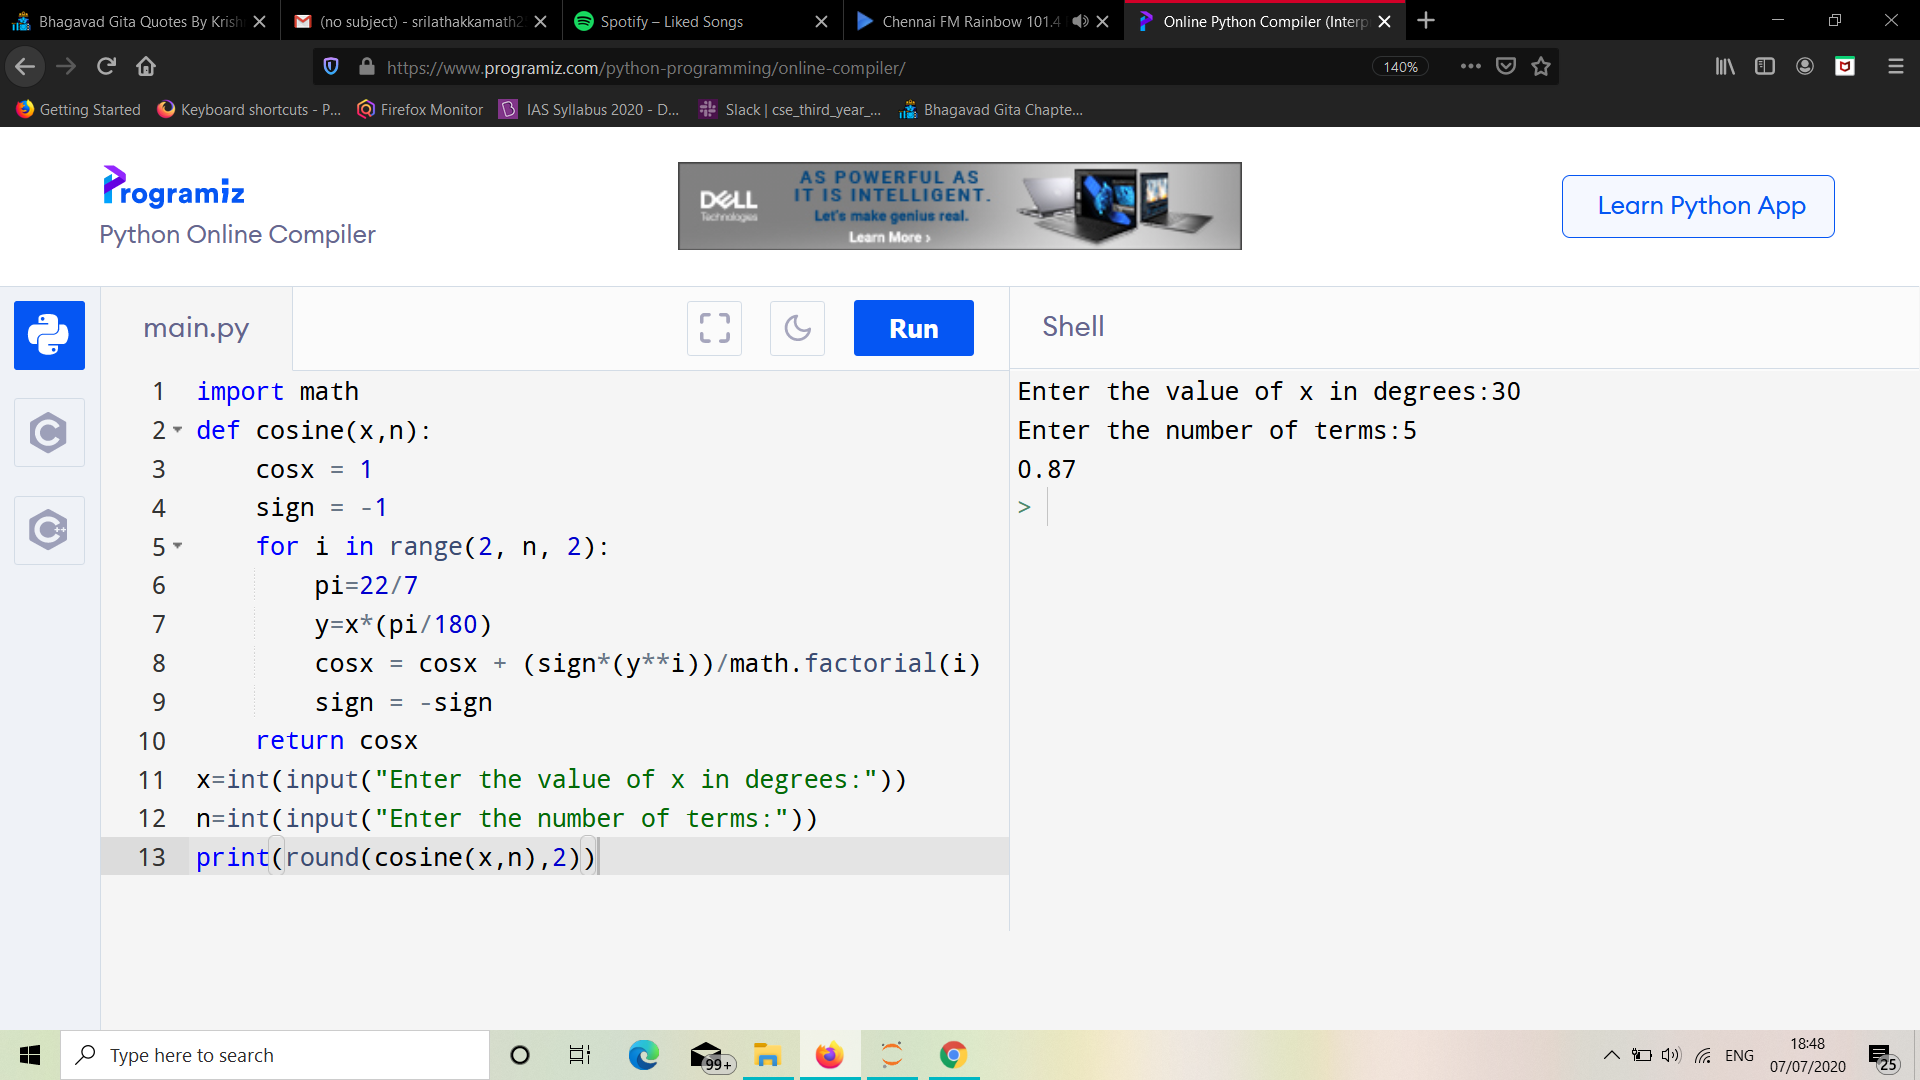 Bhagavad Gita Quotes By Krish
(no subject) - srilathakkamath2
Spotify – Liked Songs
Chennai FM Rainbow 101.4
Online Python Compiler (Interp
https://www.programiz.com/python-programming/online-compiler/
140%
Getting Started
Keyboard shortcuts - P...
Firefox Monitor
IAS Syllabus 2020 - D...
Slack | cse_third_year_...
Bhagavad Gita Chapte...
Programiz
Python Online Compiler
DELL
Technologies
AS POWERFUL AS
IT IS INTELLIGENT.
Let's make genius real.
Learn More ›
Learn Python App
main.py
Run
Shell
1 import math
2 def cosine(x,n):
3     cosx = 1
4     sign = -1
5     for i in range(2, n, 2):
6         pi=22/7
7         y=x*(pi/180)
8         cosx = cosx + (sign*(y**i))/math.factorial(i)
9         sign = -sign
10     return cosx
11 x=int(input("Enter the value of x in degrees:"))
12 n=int(input("Enter the number of terms:"))
13 print(round(cosine(x,n),2))
Enter the value of x in degrees:30
Enter the number of terms:5
0.87
>
C
C++
Type here to search
99+
ENG
18:48
07/07/2020
25